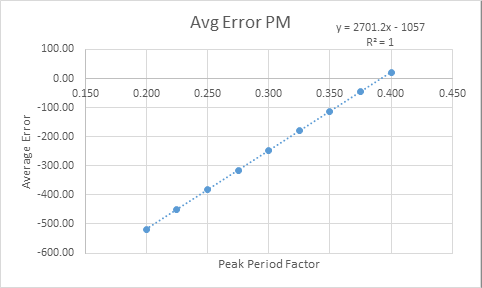 Avg Error PM
y = 2701.2x - 1057
R² = 1
100.00
0.00
-100.00
-200.00
-300.00
-400.00
-500.00
-600.00
0.150 0.200 0.250 0.300 0.350 0.400 0.450
Average Error
Peak Period Factor